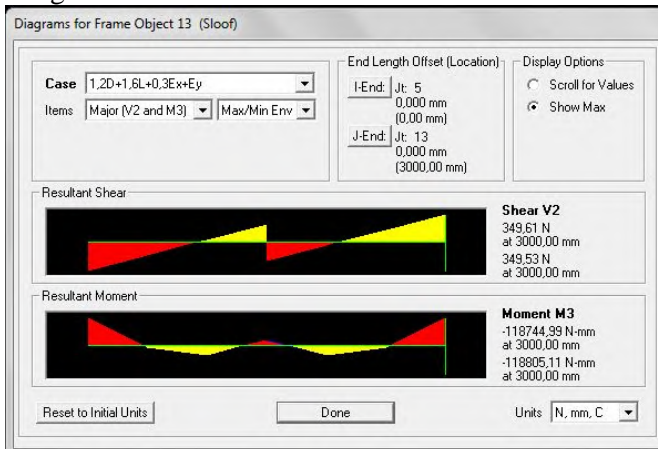 Diagrams for Frame Object 13 (Sloof)
Case 1,2D+1,6L+0,3Ex+Ey
Items Major (V2 and M3) Max/Min Env
End Length Offset (Location)
I-End: Jt: 5
0,000 mm
(0,00 mm)
J-End: Jt: 13
0,000 mm
(3000,00 mm)
Display Options
Scroll for Values
Show Max
Resultant Shear
Shear V2
349,61 N
at 3000,00 mm
349,53 N
at 3000,00 mm
Resultant Moment
Moment M3
-118744,99 N-mm
at 3000,00 mm
-118805,11 N-mm
at 3000,00 mm
Reset to Initial Units
Done
Units N, mm, C